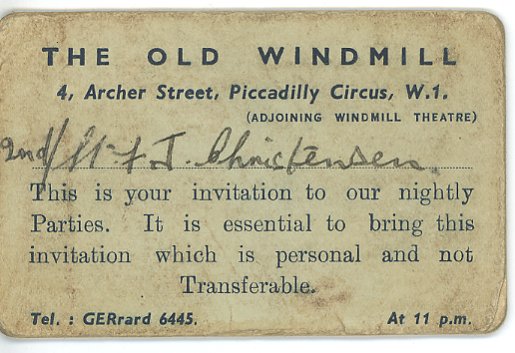 THE OLD WINDMILL
4, Archer Street, Piccadilly Circus, W.1.
(ADJOINING WINDMILL THEATRE)
2nd/Lt F J. Christensen.
This is your invitation to our nightly
Parties. It is essential to bring this
invitation which is personal and not
Transferable.
Tel. : GERrard 6445. At 11 p.m.